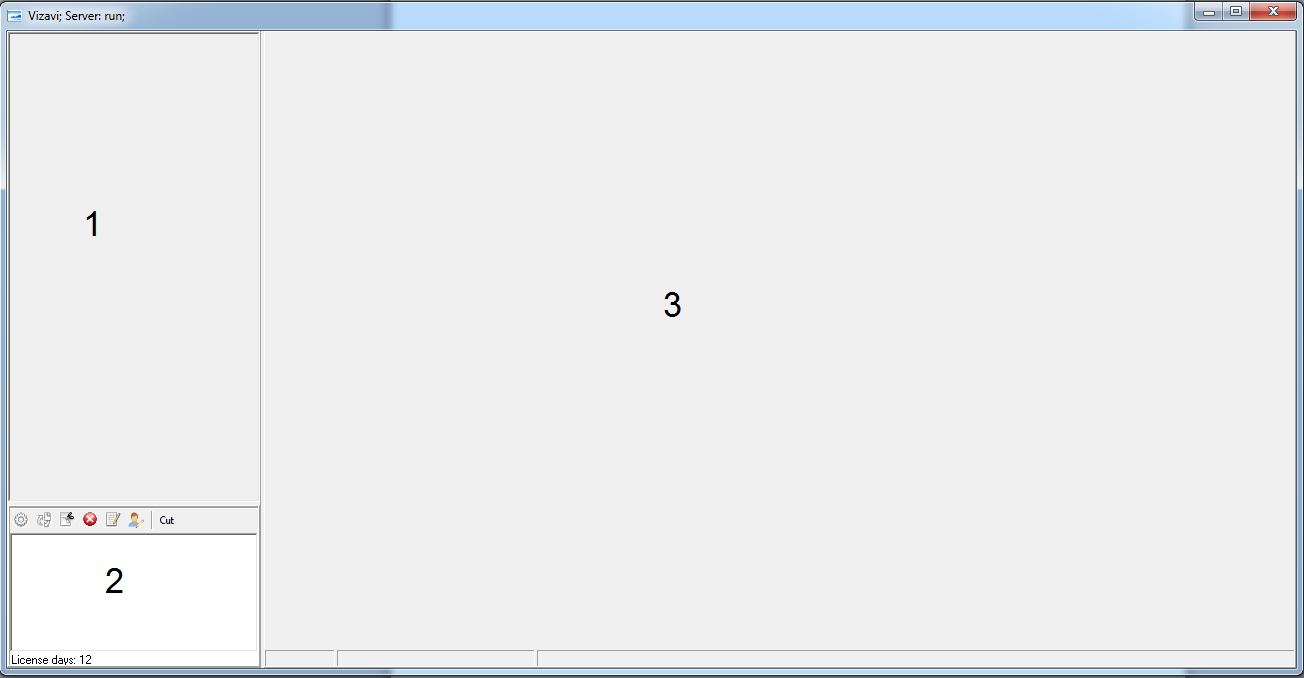 Vizavi; Server: run;
1
3
Cut
2
License days: 12